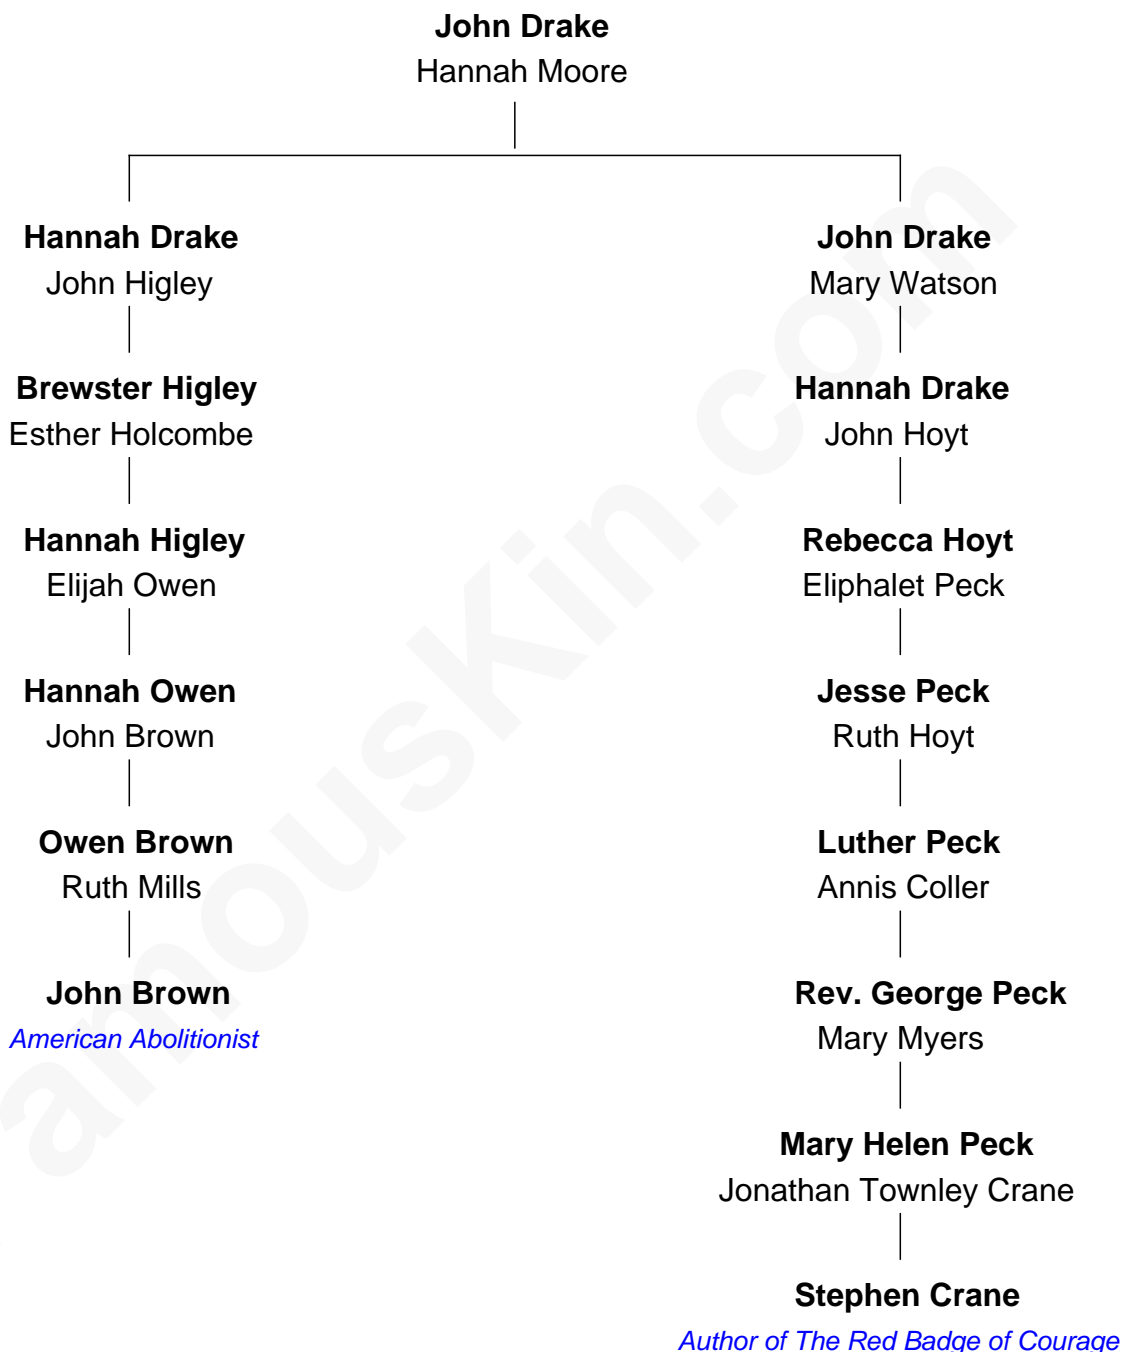 John Drake
Hannah Moore
Hannah Drake
John Higley
John Drake
Mary Watson
Brewster Higley
Esther Holcombe
Hannah Drake
John Hoyt
Hannah Higley
Elijah Owen
Rebecca Hoyt
Eliphalet Peck
Hannah Owen
John Brown
Jesse Peck
Ruth Hoyt
Owen Brown
Ruth Mills
Luther Peck
Annis Coller
John Brown
American Abolitionist
Rev. George Peck
Mary Myers
Mary Helen Peck
Jonathan Townley Crane
Stephen Crane
Author of The Red Badge of Courage
amousKin.com